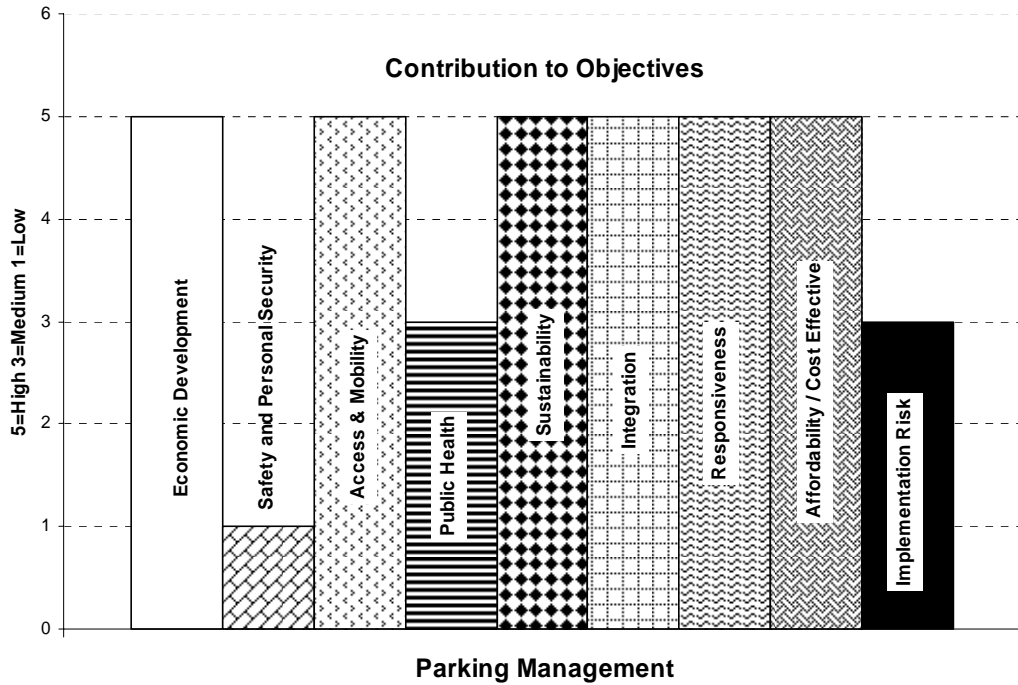 Contribution to Objectives
5=High 3=Medium 1=Low
6
5
4
3
2
1
0
Economic Development
Safety and Personal Security
Access & Mobility
Public Health
Sustainability
Integration
Responsiveness
Affordability / Cost Effective
Implementation Risk
Parking Management